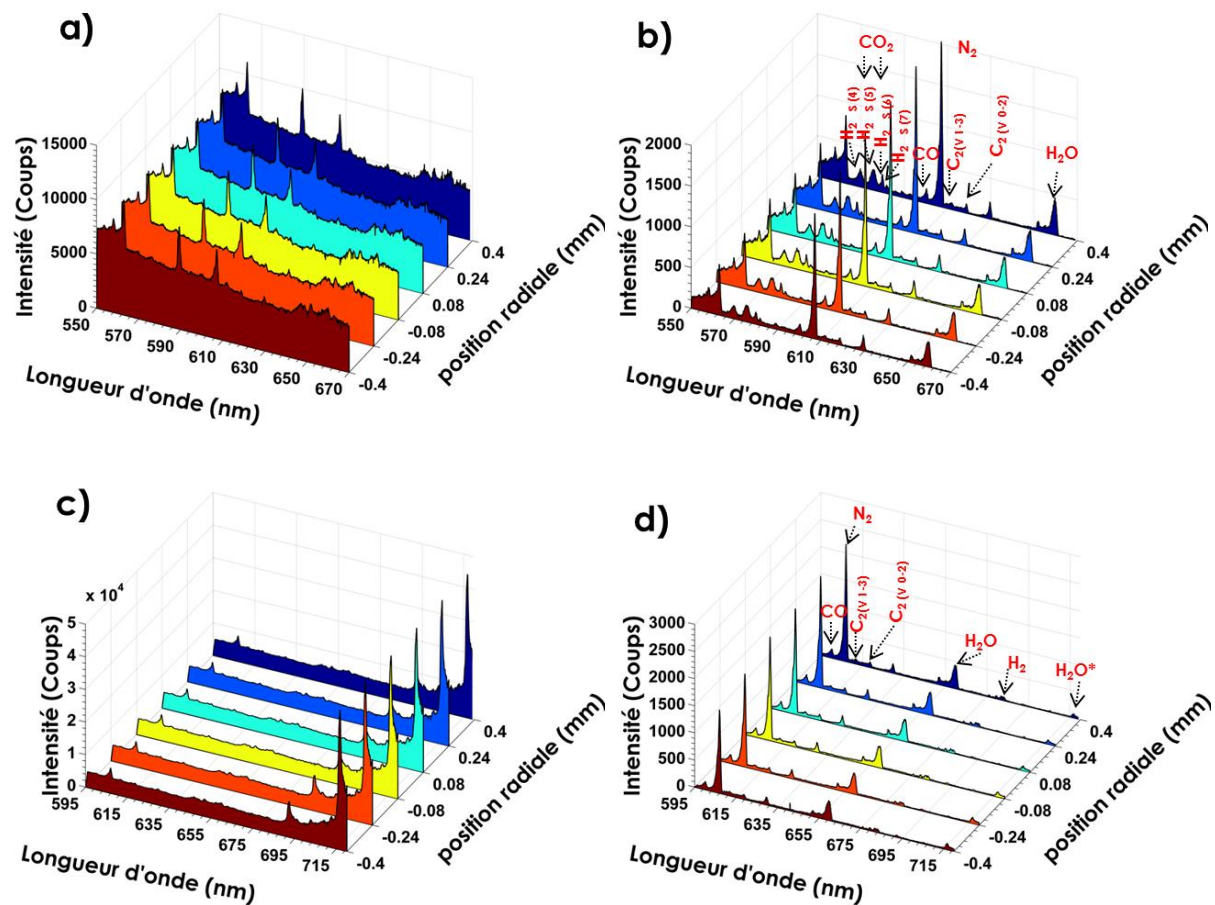 a)
15000
10000
5000
0
Intensité (Coups)
550
570
590
610
630
650
670
Longueur d'onde (nm)
-0.4
-0.24
-0.08
0.08
0.24
0.4
position radiale (mm)
b)
CO2
N2
H2 S (4)
H2 S (5)
H2 S (6)
H2 S (7)
CO
C2(V 1-3)
C2 (V 0-2)
H2O
2000
1500
1000
500
0
Intensité (Coups)
550
570
590
610
630
650
670
Longueur d'onde (nm)
-0.4
-0.24
-0.08
0.08
0.24
0.4
position radiale (mm)
c)
x 10^4
5
4
3
2
1
0
Intensité (Coups)
595
615
635
655
675
695
715
Longueur d'onde (nm)
-0.4
-0.24
-0.08
0.08
0.24
0.4
position radiale (mm)
d)
N2
CO
C2(V 1-3)
C2 (V 0-2)
H2O
H2
H2O*
3000
2500
2000
1500
1000
500
0
Intensité (Coups)
595
615
635
655
675
695
715
Longueur d'onde (nm)
-0.4
-0.24
-0.08
0.08
0.24
0.4
position radiale (mm)